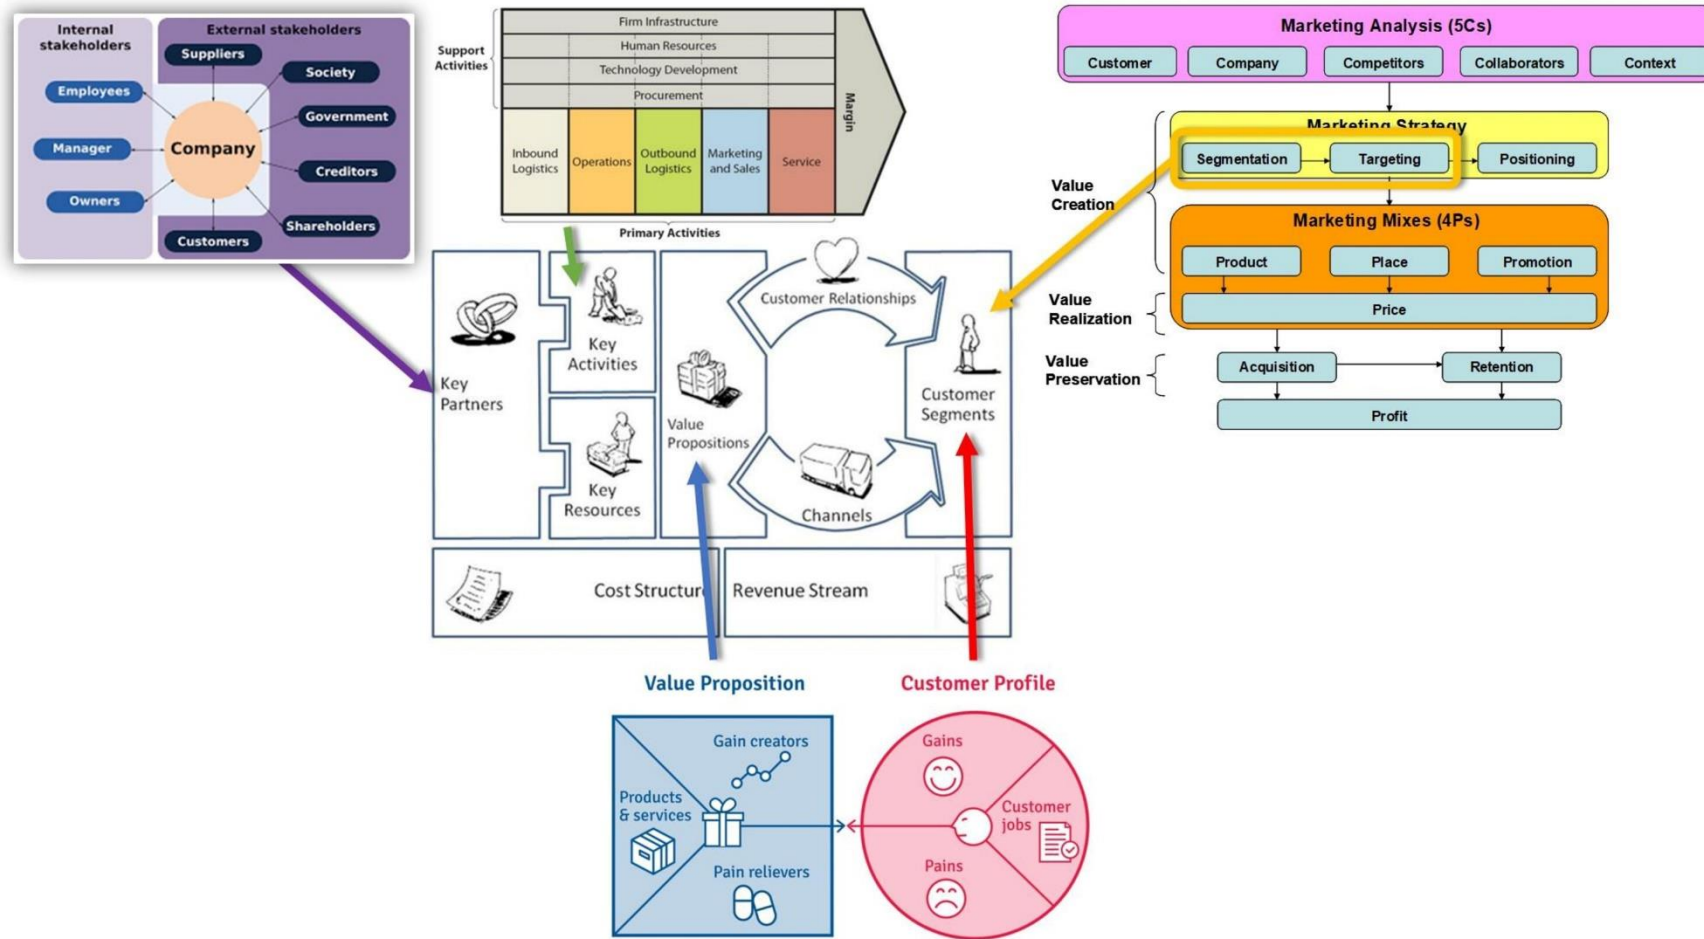 Internal
stakeholders
External stakeholders
Suppliers
Society
Employees
Government
Manager
Company
Creditors
Owners
Shareholders
Customers
Support
Activities
Firm Infrastructure
Human Resources
Technology Development
Procurement
Inbound
Logistics
Operations
Outbound
Logistics
Marketing
and Sales
Service
Margin
Primary Activities
Marketing Analysis (5Cs)
Customer
Company
Competitors
Collaborators
Context
Marketing Strategy
Segmentation
Targeting
Positioning
Value
Creation
Marketing Mixes (4Ps)
Product
Place
Promotion
Value
Realization
Price
Value
Preservation
Acquisition
Retention
Profit
Key
Partners
Key
Activities
Key
Resources
Value
Propositions
Customer Relationships
Channels
Customer
Segments
Cost Structure
Revenue Stream
Value Proposition
Gain creators
Products
& services
Pain relievers
Customer Profile
Gains
Customer
jobs
Pains